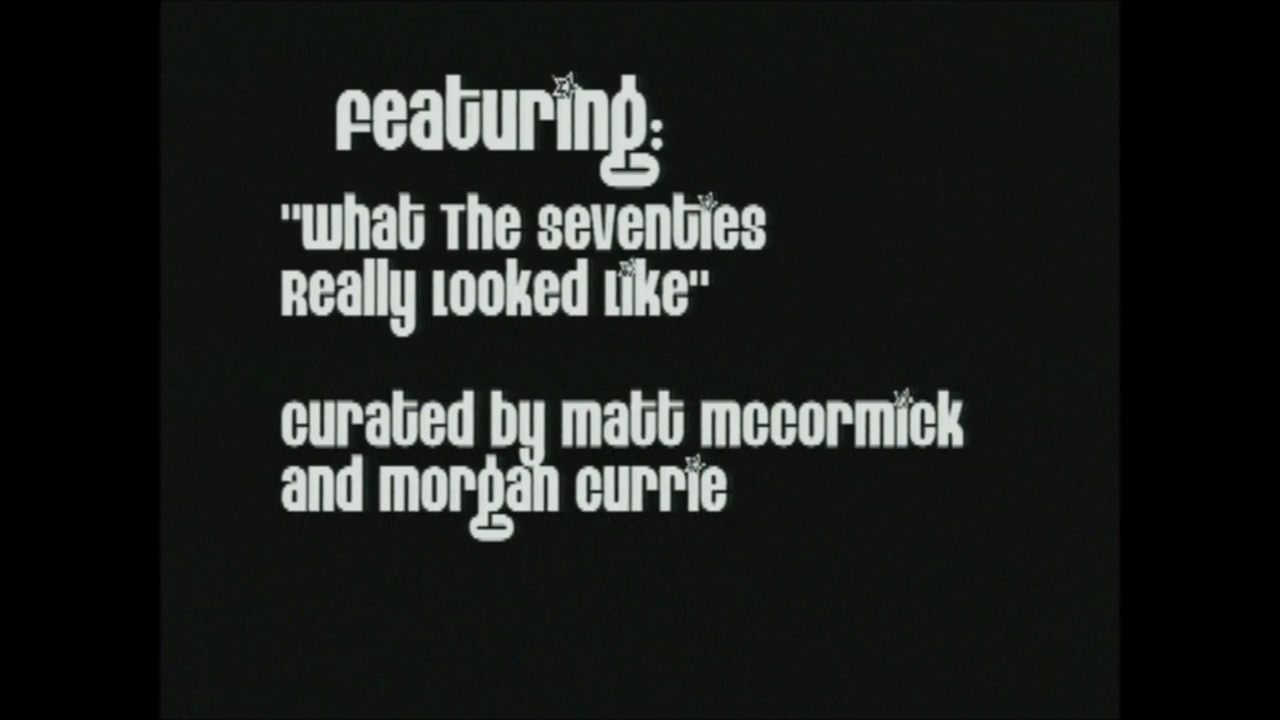 featuring:
"What The Seventies
Really Looked Like"
curated by matt mccormick
and morgan currie